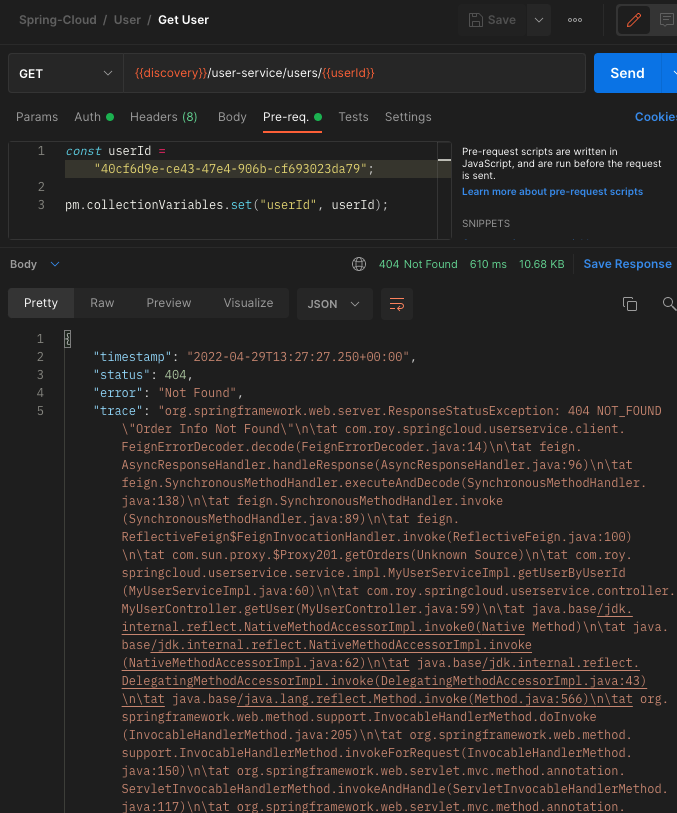 Spring-Cloud / User / Get User
Save
GET
{{discovery}}/user-service/users/{{userId}}
Send
Params Auth Headers (8) Body Pre-req. Tests Settings
Cookies
1 const userId =
"40cf6d9e-ce43-47e4-906b-cf693023da79";
2
3 pm.collectionVariables.set("userId", userId);
Pre-request scripts are written in
JavaScript, and are run before the request
is sent.
Learn more about pre-request scripts
SNIPPETS
Body
404 Not Found 610 ms 10.68 KB Save Response
Pretty Raw Preview Visualize JSON
1 {
2 "timestamp": "2022-04-29T13:27:27.250+00:00",
3 "status": 404,
4 "error": "Not Found",
5 "trace": "org.springframework.web.server.ResponseStatusException: 404 NOT_FOUND
\"Order Info Not Found\"\n\tat com.roy.springcloud.userservice.client.
FeignErrorDecoder.decode(FeignErrorDecoder.java:14)\n\tat feign.
AsyncResponseHandler.handleResponse(AsyncResponseHandler.java:96)\n\tat
feign.SynchronousMethodHandler.executeAndDecode(SynchronousMethodHandler.
java:138)\n\tat feign.SynchronousMethodHandler.invoke
(SynchronousMethodHandler.java:89)\n\tat feign.
ReflectiveFeign$FeignInvocationHandler.invoke(ReflectiveFeign.java:100)
\n\tat com.sun.proxy.$Proxy201.getOrders(Unknown Source)\n\tat com.roy.
springcloud.userservice.service.impl.MyUserServiceImpl.getUserByUserId
(MyUserServiceImpl.java:60)\n\tat com.roy.springcloud.userservice.controller.
MyUserController.getUser(MyUserController.java:59)\n\tat java.base/jdk.
internal.reflect.NativeMethodAccessorImpl.invoke0(Native Method)\n\tat java.
base/jdk.internal.reflect.NativeMethodAccessorImpl.invoke
(NativeMethodAccessorImpl.java:62)\n\tat java.base/jdk.internal.reflect.
DelegatingMethodAccessorImpl.invoke(DelegatingMethodAccessorImpl.java:43)
\n\tat java.base/java.lang.reflect.Method.invoke(Method.java:566)\n\tat org.
springframework.web.method.support.InvocableHandlerMethod.doInvoke
(InvocableHandlerMethod.java:205)\n\tat org.springframework.web.method.
support.InvocableHandlerMethod.invokeForRequest(InvocableHandlerMethod.
java:150)\n\tat org.springframework.web.servlet.mvc.method.annotation.
ServletInvocableHandlerMethod.invokeAndHandle(ServletInvocableHandlerMethod.
java:117)\n\tat org.springframework.web.servlet.mvc.method.annotation.